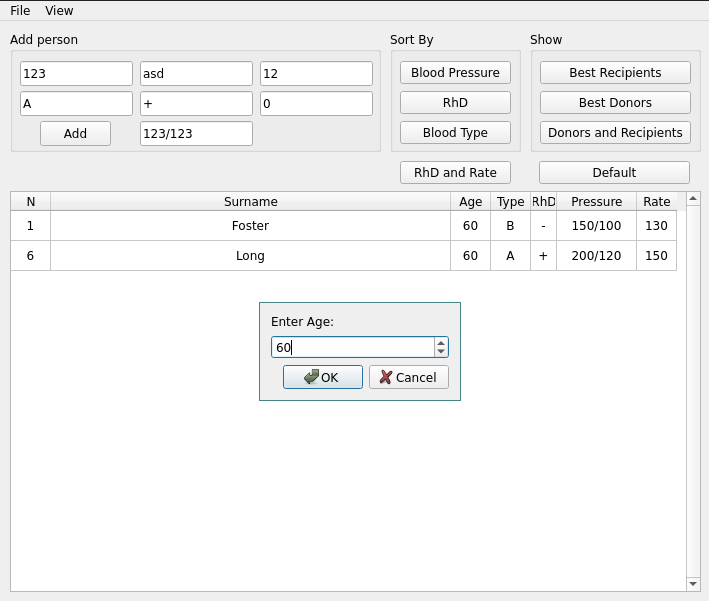 File View
Add person Sort By Show
123 asd 12 Blood Pressure Best Recipients
A + 0 RhD Best Donors
Add 123/123 Blood Type Donors and Recipients
RhD and Rate Default
N Surname Age Type RhD Pressure Rate
1 Foster 60 B - 150/100 130
6 Long 60 A + 200/120 150
Enter Age:
60
OK Cancel